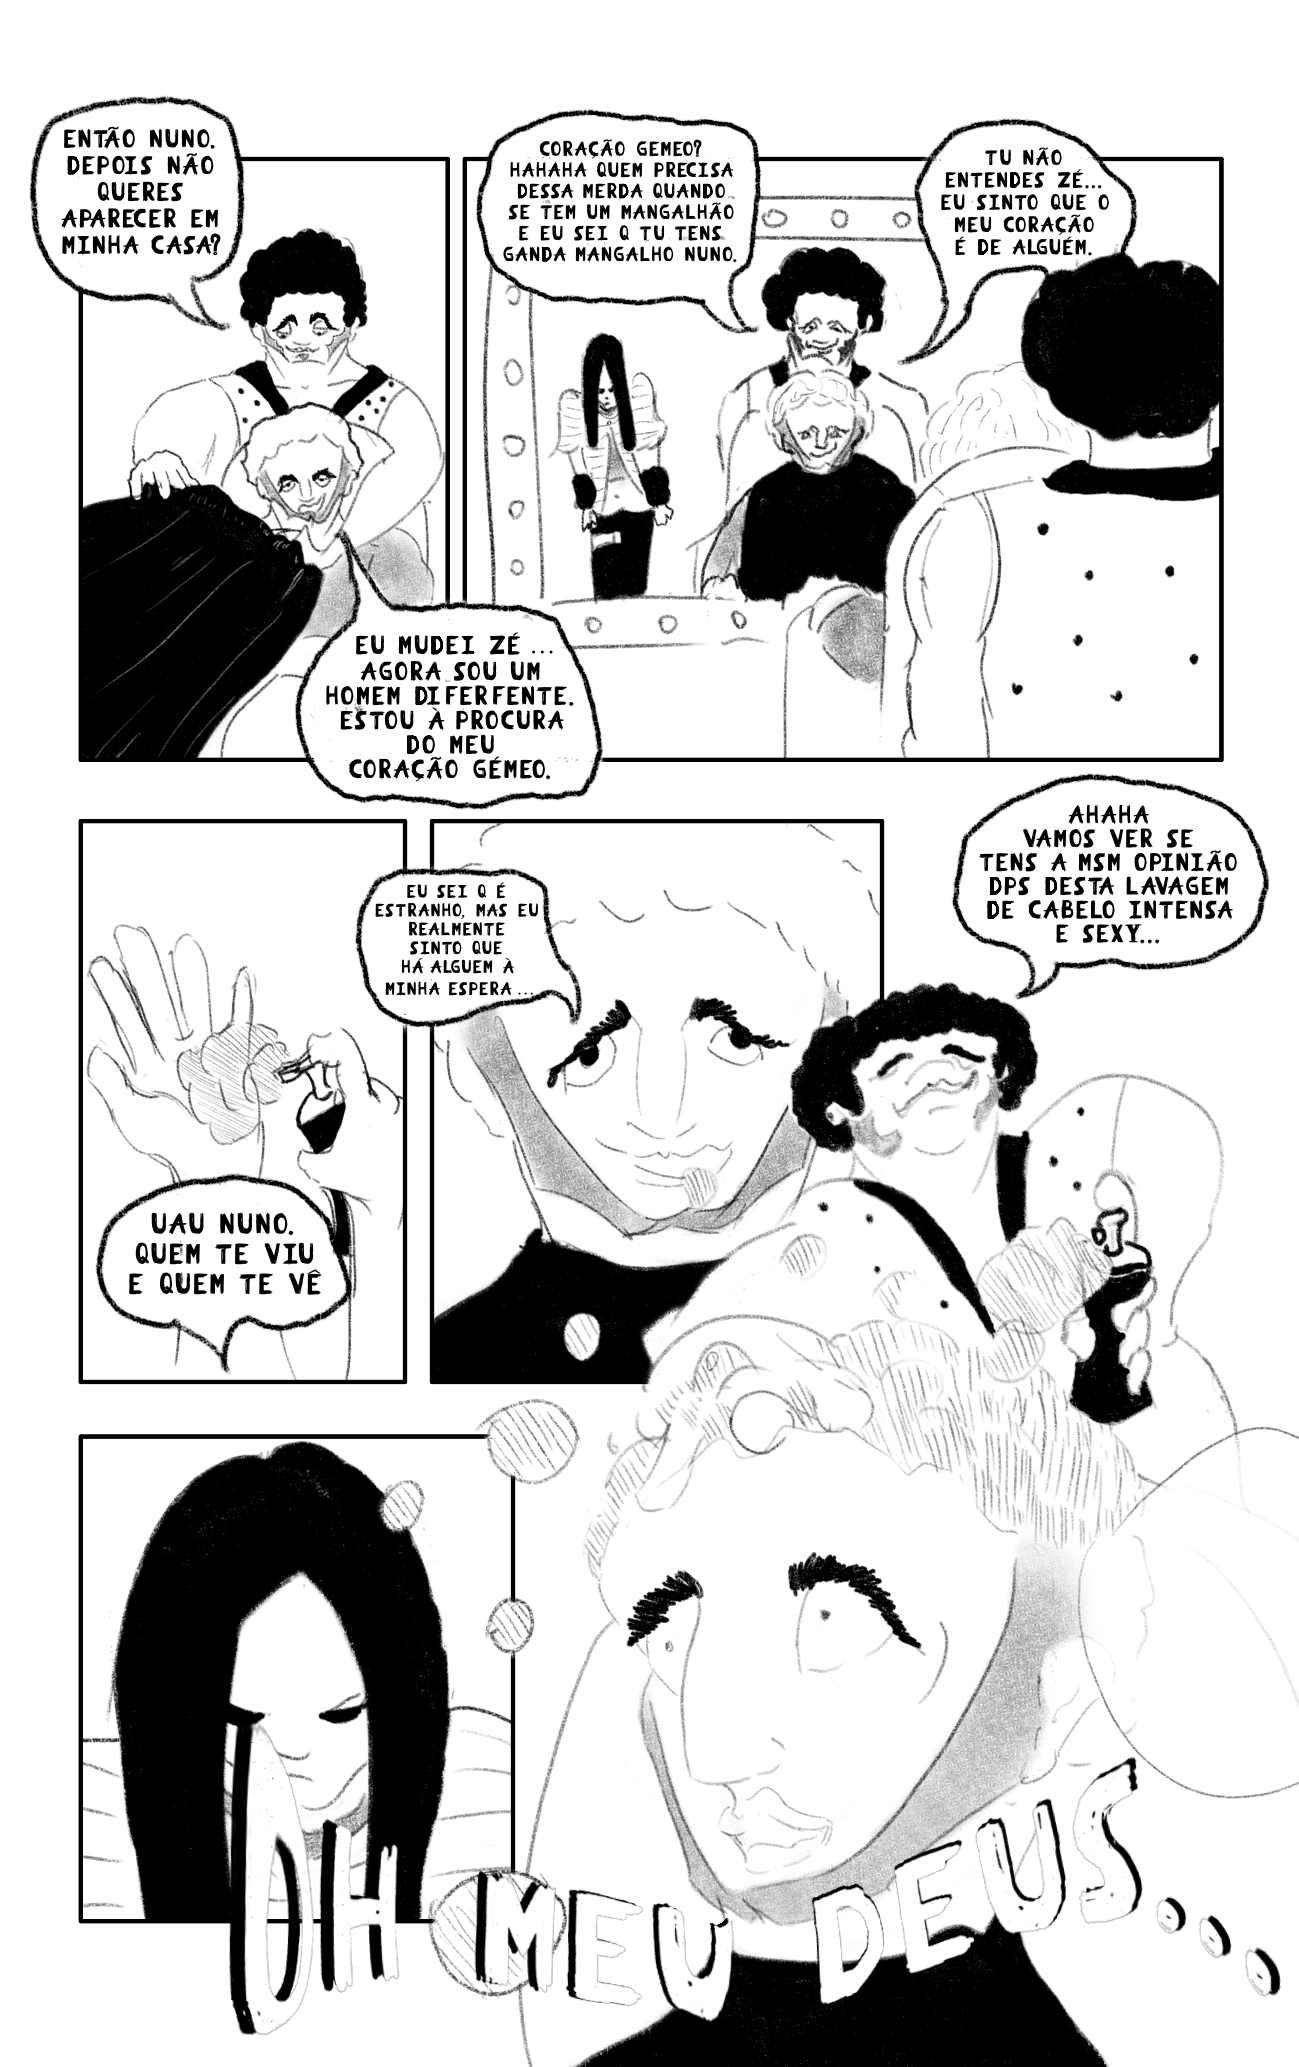 ENTÃO NUNO.
DEPOIS NÃO
QUERES
APARECER EM
MINHA CASA?
EU MUDEI ZÉ ...
AGORA SOU UM
HOMEM DIFERFENTE.
ESTOU À PROCURA
DO MEU
CORAÇÃO GÉMEO.
CORAÇÃO GEMEO?
HAHAHA QUEM PRECISA
DESSA MERDA QUANDO
SE TEM UM MANGALHÃO
E EU SEI Q TU TENS
GANDA MANGALHO NUNO.
TU NÃO
ENTENDES ZÉ...
EU SINTO QUE O
MEU CORAÇÃO
É DE ALGUÉM.
UAU NUNO.
QUEM TE VIU
E QUEM TE VÊ
EU SEI Q É
ESTRANHO, MAS EU
REALMENTE
SINTO QUE
HÁ ALGUEM À
MINHA ESPERA ...
AHAHA
VAMOS VER SE
TENS A MSM OPINIÃO
DPS DESTA LAVAGEM
DE CABELO INTENSA
E SEXY...
OH MEU DEUS...